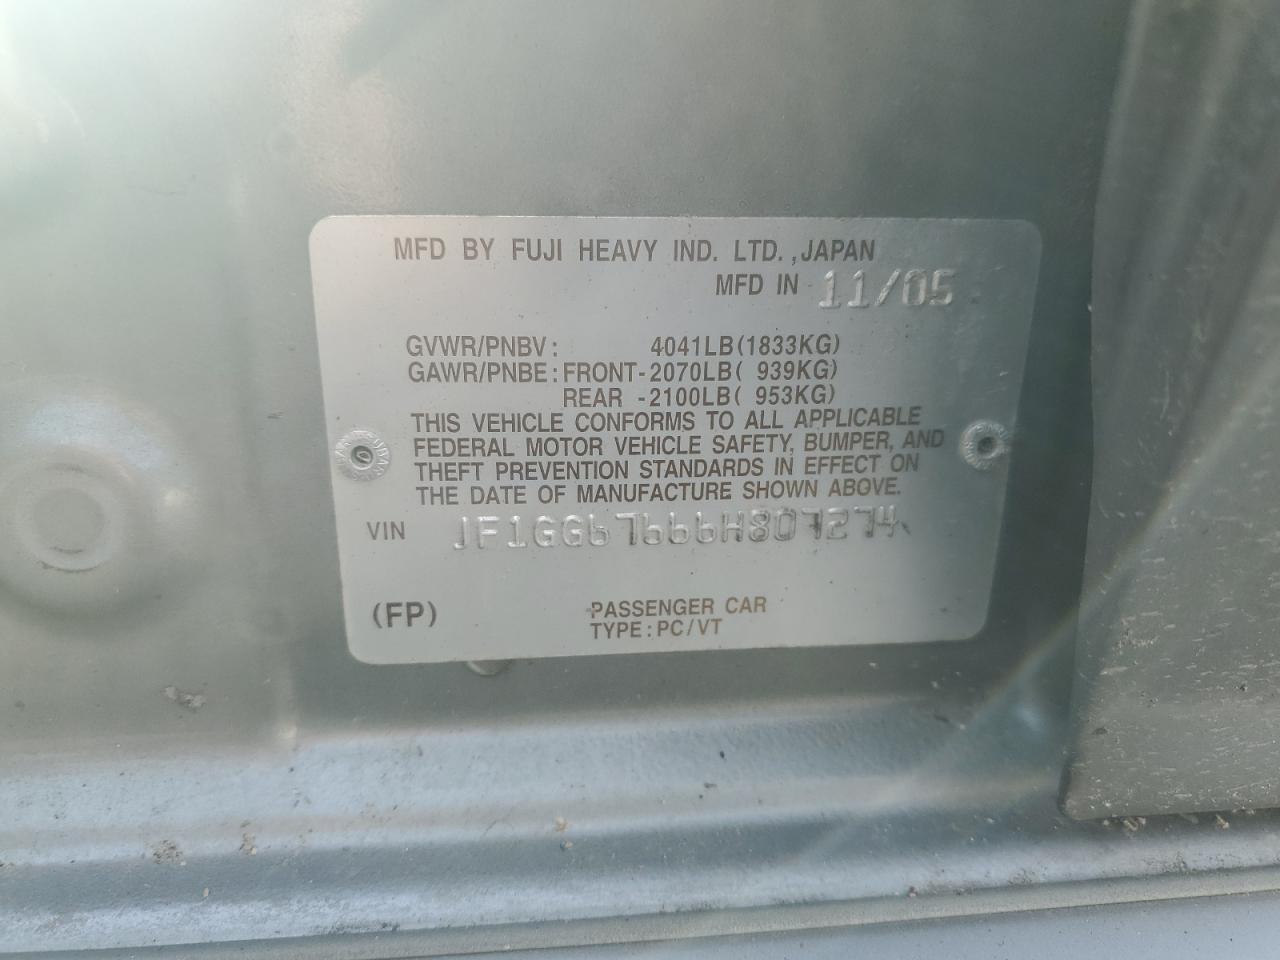 MFD BY FUJI HEAVY IND. LTD.,JAPAN
MFD IN 11/05
GVWR/PNBV: 4041LB(1833KG)
GAWR/PNBE:FRONT-2070LB( 939KG)
REAR -2100LB( 953KG)
THIS VEHICLE CONFORMS TO ALL APPLICABLE
FEDERAL MOTOR VEHICLE SAFETY, BUMPER, AND
THEFT PREVENTION STANDARDS IN EFFECT ON
THE DATE OF MANUFACTURE SHOWN ABOVE.
VIN JF1GG67666H807274
(FP) PASSENGER CAR
TYPE:PC/VT